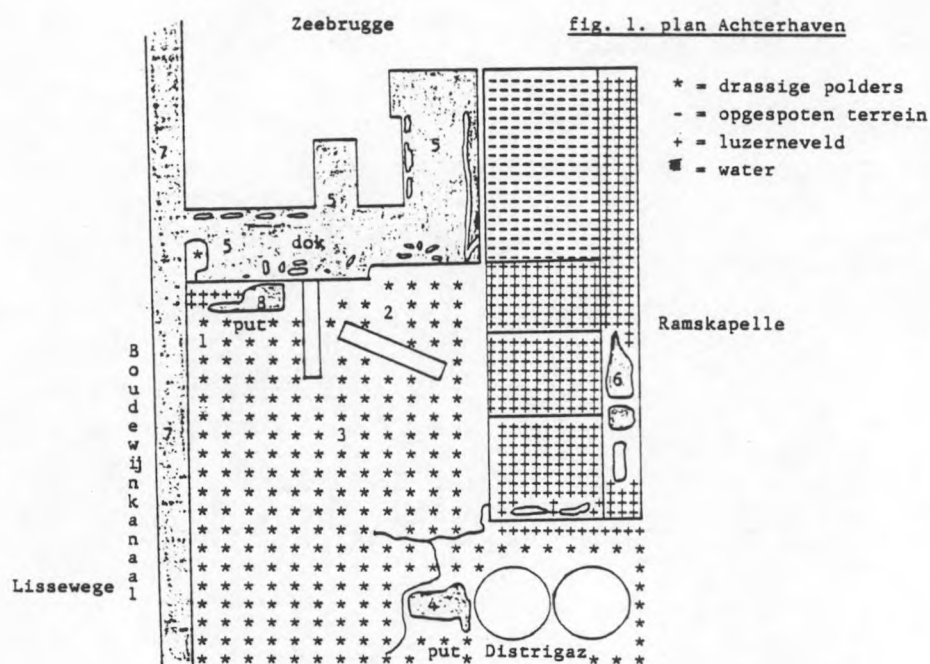 Zeebrugge
fig. 1. plan Achterhaven
* = drassige polders
- = opgespoten terrein
+ = luzerneveld
= water
7
5
5
5
dok
*
8
put
1
2
3
6
Ramskapelle
Boudewijnkanaal
7
Lissewege
4
put Distrigaz